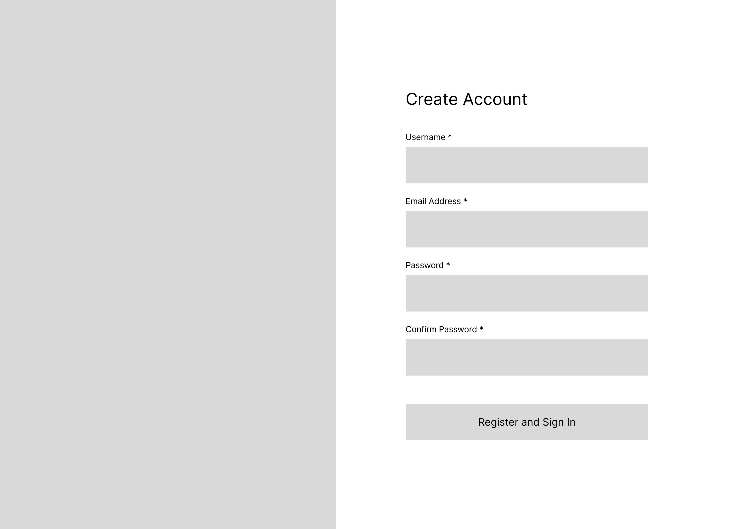 Create Account
Username *
Email Address *
Password *
Confirm Password *
Register and Sign In